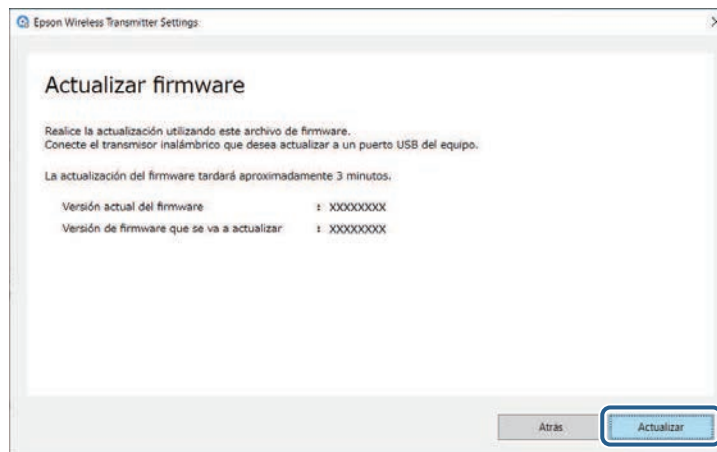 Epson Wireless Transmitter Settings
Actualizar firmware
Realice la actualización utilizando este archivo de firmware.
Conecte el transmisor inalámbrico que desea actualizar a un puerto USB del equipo.
La actualización del firmware tardará aproximadamente 3 minutos.
Versión actual del firmware : XXXXXXXX
Versión de firmware que se va a actualizar : XXXXXXXX
Atrás Actualizar